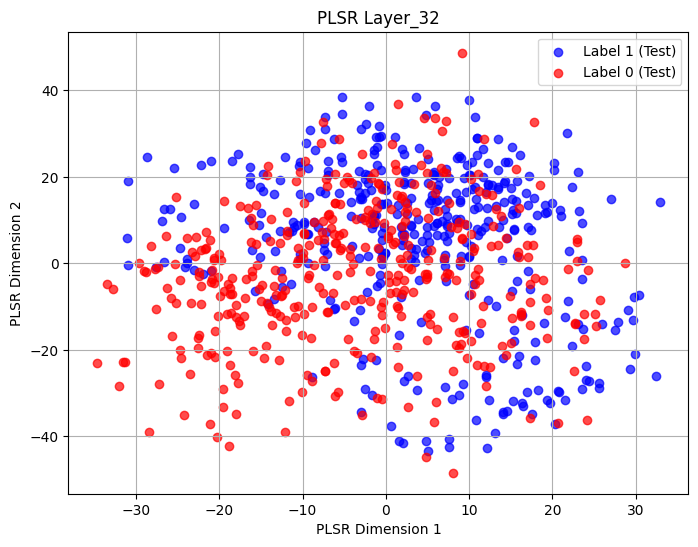 PLSR Layer_32
Label 1 (Test)
Label 0 (Test)
40
20
0
−20
−40
PLSR Dimension 2
−30
−20
−10
0
10
20
30
PLSR Dimension 1